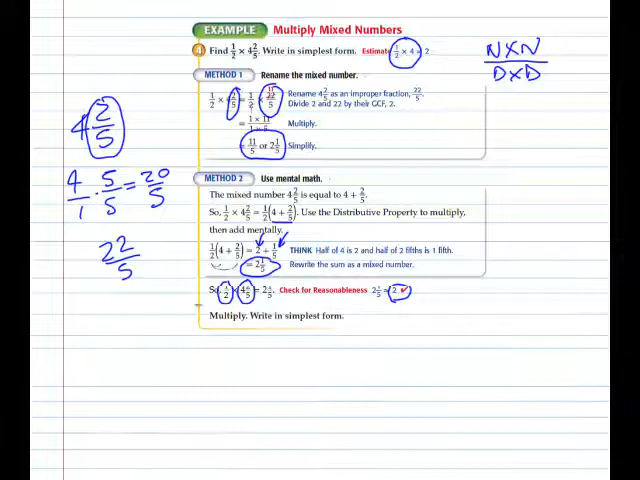 EXAMPLE Multiply Mixed Numbers
4 Find 1/2 × 4 2/5. Write in simplest form. Estimate 1/2 × 4 = 2
N×N
D×D
METHOD 1 Rename the mixed number.
1/2 × 4 2/5 = 1/2 × 22/5 11 Rename 4 2/5 as an improper fraction, 22/5.
Divide 2 and 22 by their GCF, 2.
= 1 × 11 / 1 × 5 Multiply.
= 11/5 or 2 1/5 Simplify.
4 2/5
4/1 · 5/5 = 20/5
22/5
METHOD 2 Use mental math.
The mixed number 4 2/5 is equal to 4 + 2/5.
So, 1/2 × 4 2/5 = 1/2(4 + 2/5). Use the Distributive Property to multiply,
then add mentally.
1/2(4 + 2/5) = 2 + 1/5 THINK Half of 4 is 2 and half of 2 fifths is 1 fifth.
= 2 1/5 Rewrite the sum as a mixed number.
So, 1/2 × 4 2/5 = 2 1/5. Check for Reasonableness 2 1/5 ≈ 2 ✓
Multiply. Write in simplest form.